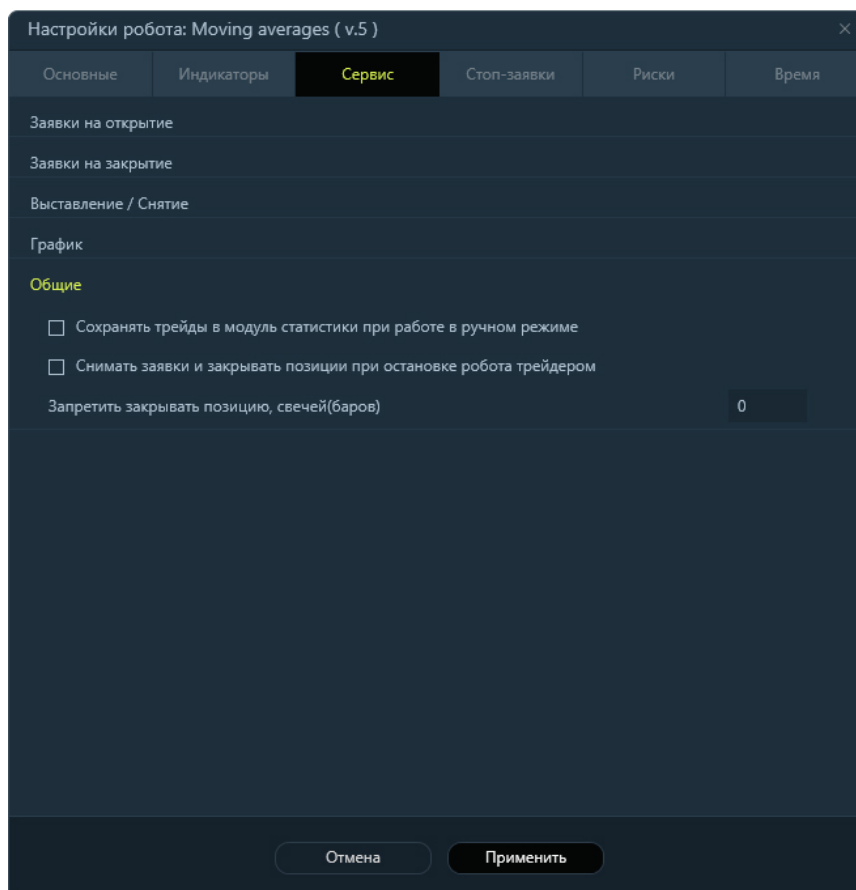 Настройки робота: Moving averages ( v.5 )
Основные Индикаторы Сервис Стоп-заявки Риски Время
Заявки на открытие
Заявки на закрытие
Выставление / Снятие
График
Общие
Сохранять трейды в модуль статистики при работе в ручном режиме
Снимать заявки и закрывать позиции при остановке робота трейдером
Запретить закрывать позицию, свечей(баров) 0
Отмена Применить